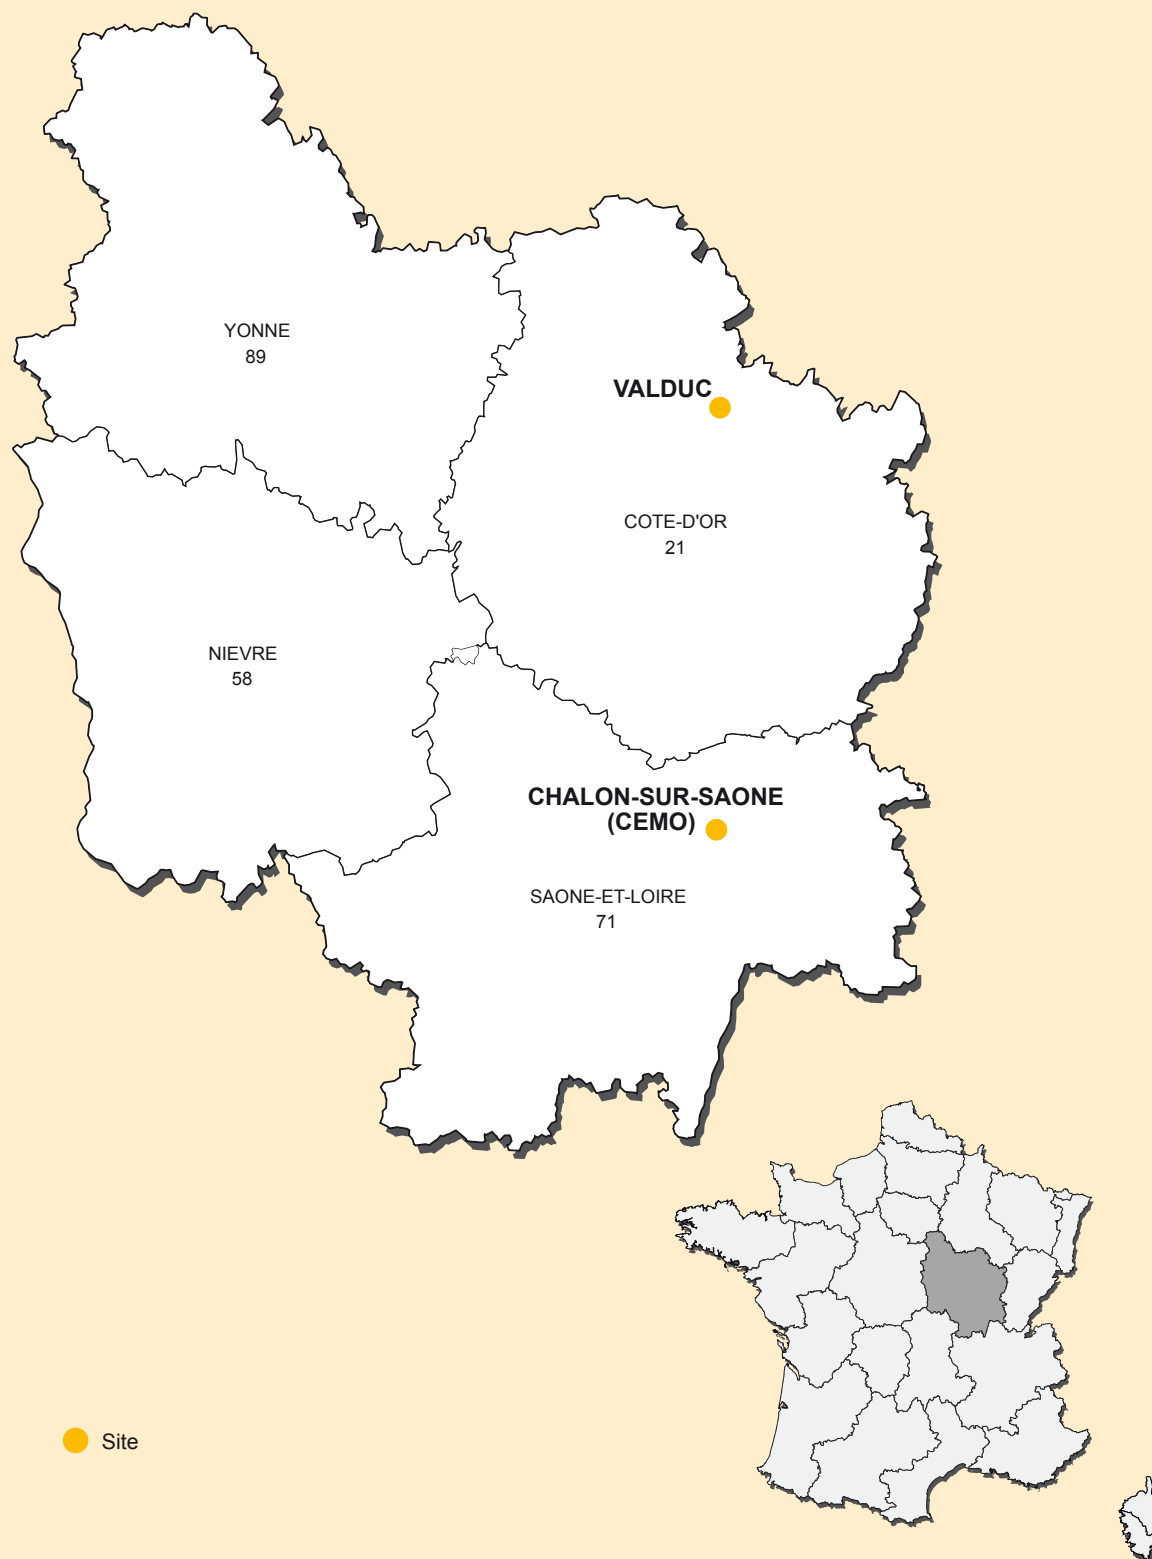 YONNE
89
VALDUC
COTE-D'OR
21
NIEVRE
58
CHALON-SUR-SAONE
(CEMO)
SAONE-ET-LOIRE
71
Site